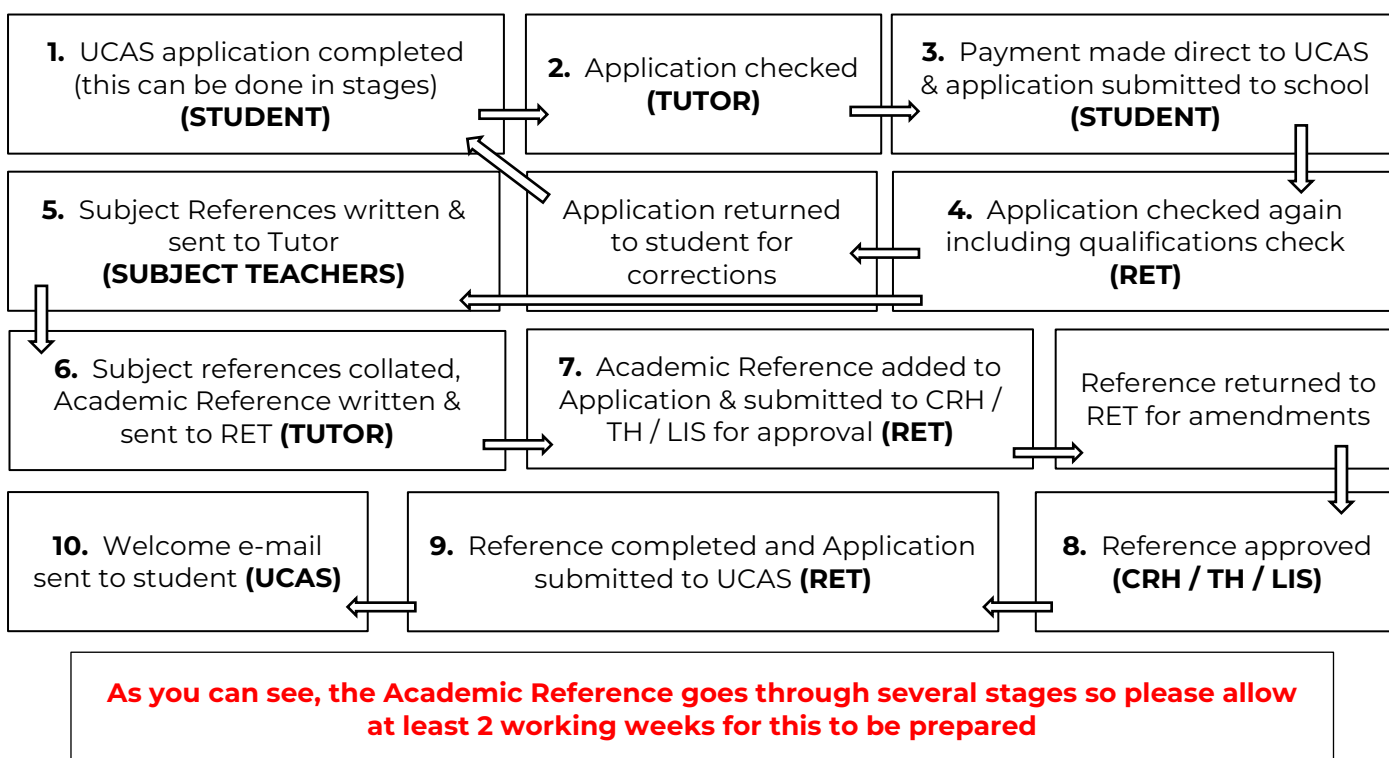 1. UCAS application completed
(this can be done in stages)
(STUDENT)
2. Application checked
(TUTOR)
3. Payment made direct to UCAS
& application submitted to school
(STUDENT)
4. Application checked again
including qualifications check
(RET)
Application returned
to student for
corrections
5. Subject References written &
sent to Tutor
(SUBJECT TEACHERS)
6. Subject references collated,
Academic Reference written &
sent to RET (TUTOR)
7. Academic Reference added to
Application & submitted to CRH /
TH / LIS for approval (RET)
Reference returned to
RET for amendments
8. Reference approved
(CRH / TH / LIS)
9. Reference completed and Application
submitted to UCAS (RET)
10. Welcome e-mail
sent to student (UCAS)
As you can see, the Academic Reference goes through several stages so please allow
at least 2 working weeks for this to be prepared